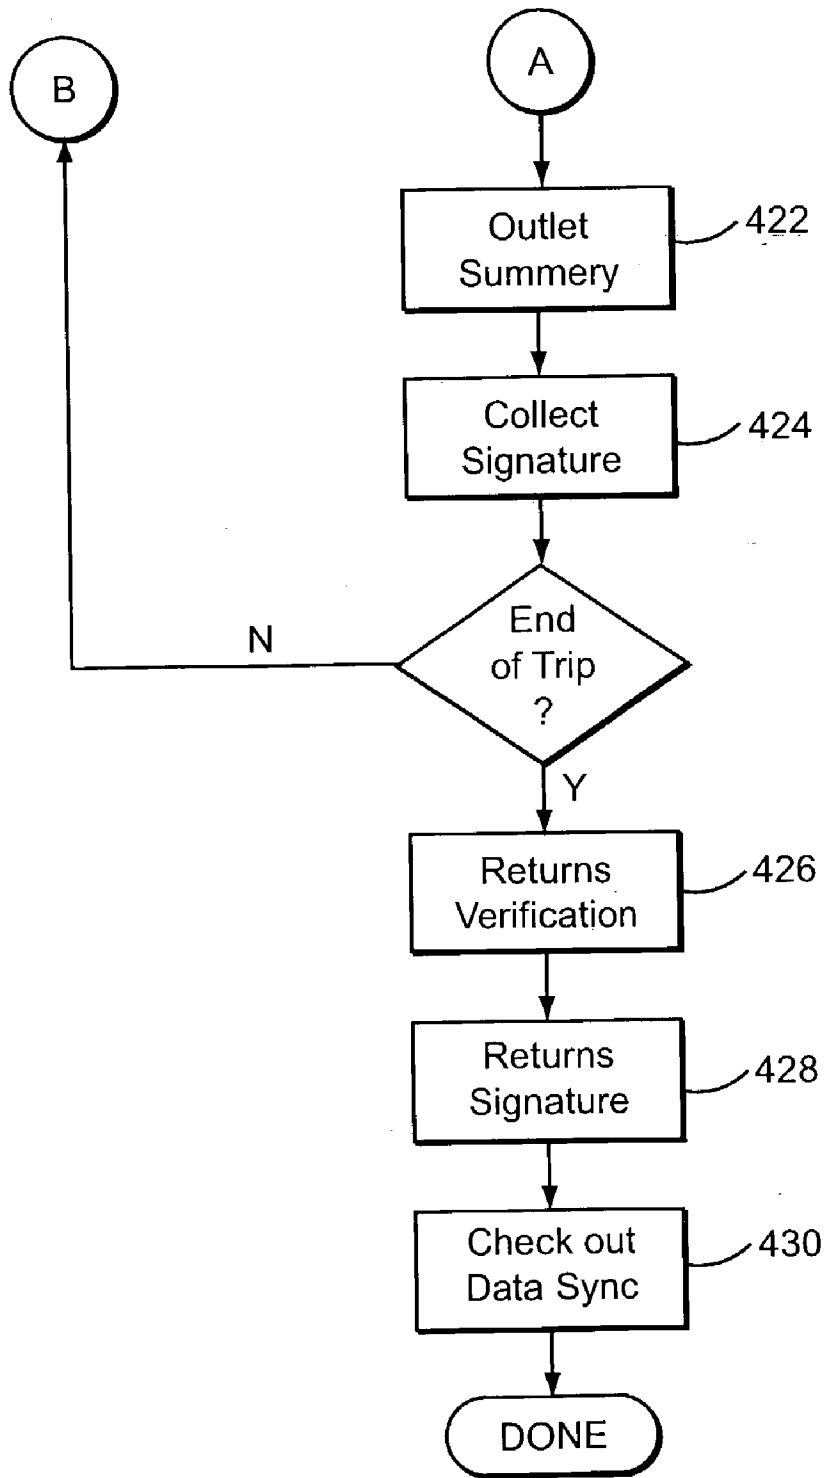 B
A
Outlet
Summery
422
Collect
Signature
424
End
of Trip
?
N
Y
Returns
Verification
426
Returns
Signature
428
Check out
Data Sync
430
DONE